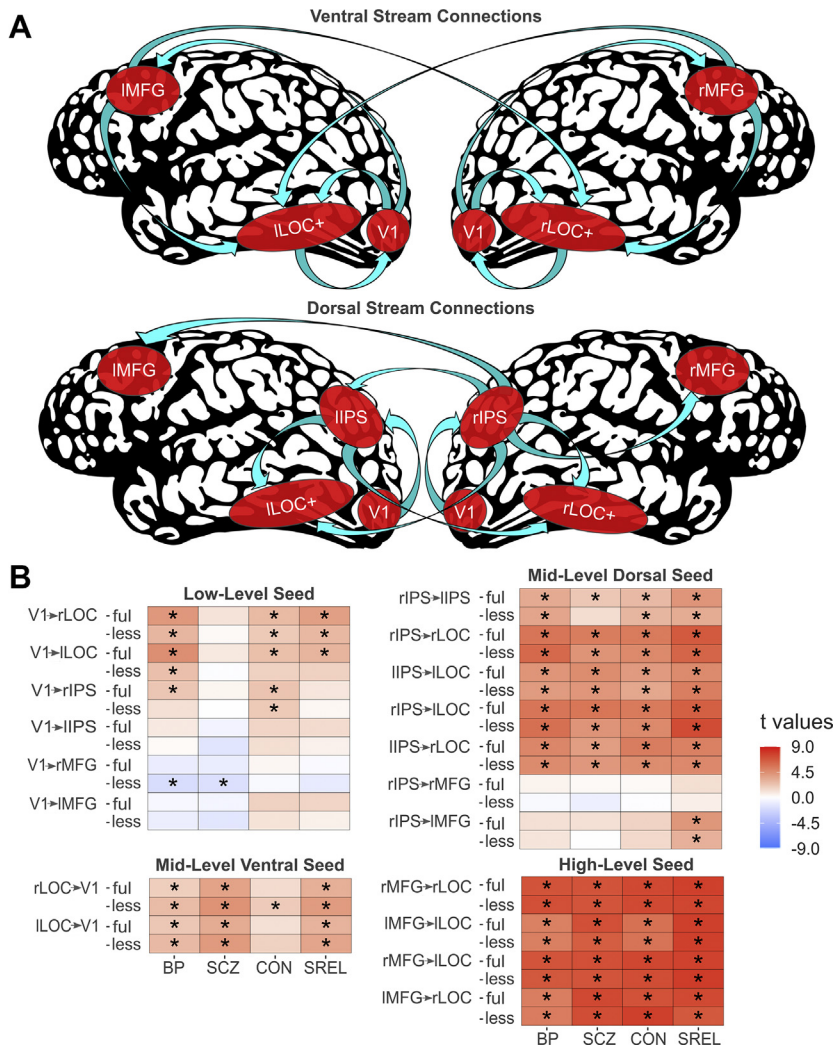 A
Ventral Stream Connections
lMFG
rMFG
lLOC+
V1
V1
rLOC+
Dorsal Stream Connections
lMFG
rMFG
lIPS
rIPS
lLOC+
V1
V1
rLOC+
B
Low-Level Seed
V1➤rLOC -ful * * *
-less * * *
V1➤lLOC -ful * * *
-less *
V1➤rIPS -ful * *
-less *
V1➤lIPS -ful
-less
V1➤rMFG -ful
-less * *
V1➤lMFG -ful
-less
Mid-Level Ventral Seed
rLOC➤V1 -ful * * *
-less * * * *
lLOC➤V1 -ful * * *
-less * * *
BP SCZ CON SREL
Mid-Level Dorsal Seed
rIPS➤lIPS -ful * * * *
-less * * *
rIPS➤rLOC -ful * * * *
-less * * * *
lIPS➤lLOC -ful * * * *
-less * * * *
rIPS➤lLOC -ful * * * *
-less * * * *
lIPS➤rLOC -ful * * * *
-less * * * *
rIPS➤rMFG -ful
-less
rIPS➤lMFG -ful *
-less *
High-Level Seed
rMFG➤rLOC -ful * * * *
-less * * * *
lMFG➤lLOC -ful * * * *
-less * * * *
rMFG➤lLOC -ful * * * *
-less * * * *
lMFG➤rLOC -ful * * * *
-less * * * *
BP SCZ CON SREL
t values
9.0
4.5
0.0
-4.5
-9.0